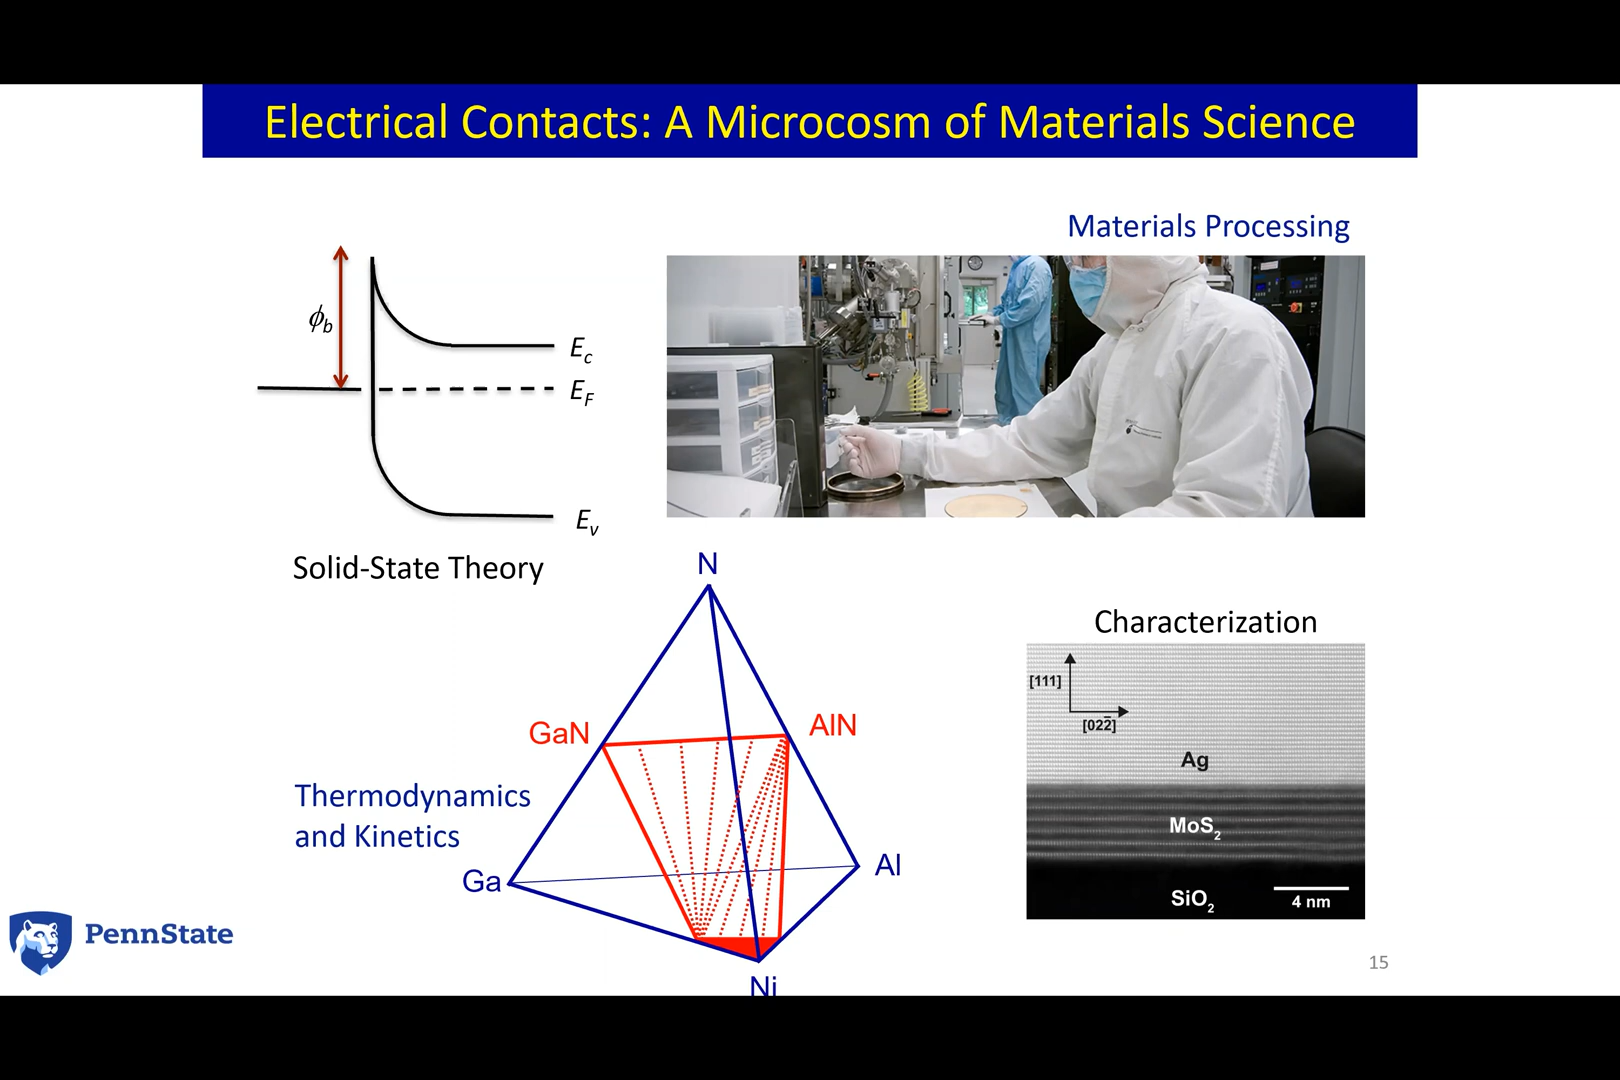 Electrical Contacts: A Microcosm of Materials Science
Materials Processing
ϕb
Ec
EF
Ev
Solid-State Theory
N
GaN
AlN
Thermodynamics
and Kinetics
Ga
Al
Ni
Characterization
[111]
[022̅]
Ag
MoS₂
SiO₂
4 nm
PennState
15